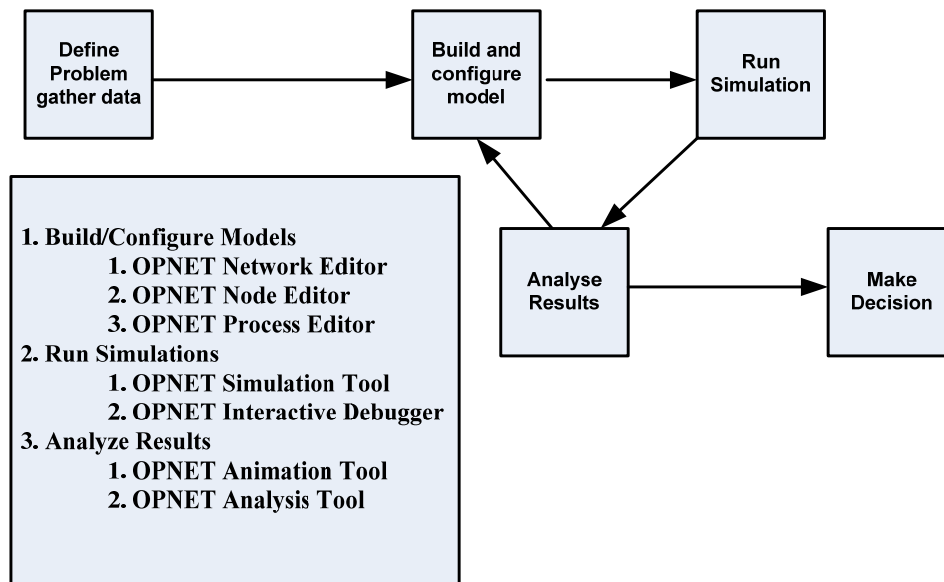 Define
Problem
gather data
Build and
configure
model
Run
Simulation
Analyse
Results
Make
Decision
1. Build/Configure Models
1. OPNET Network Editor
2. OPNET Node Editor
3. OPNET Process Editor
2. Run Simulations
1. OPNET Simulation Tool
2. OPNET Interactive Debugger
3. Analyze Results
1. OPNET Animation Tool
2. OPNET Analysis Tool